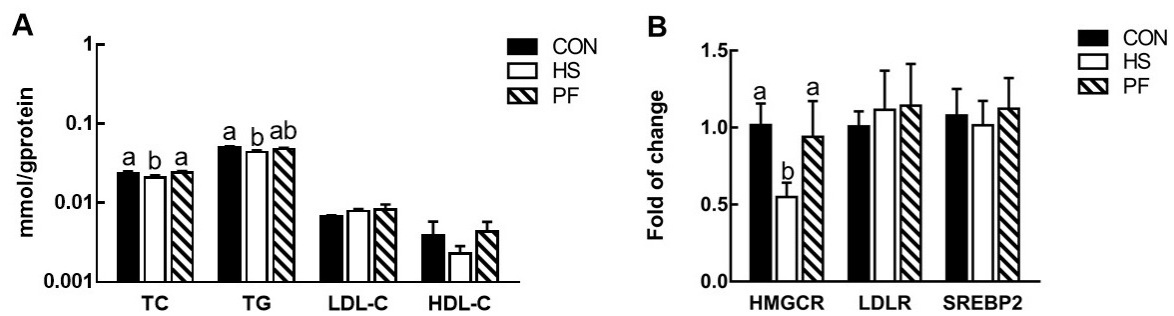 A
mmol/gprotein
1
0.1
0.01
0.001
a b a
a b ab
TC TG LDL-C HDL-C
CON
HS
PF
B
Fold of change
1.5
1.0
0.5
0.0
a b a
HMGCR LDLR SREBP2
CON
HS
PF